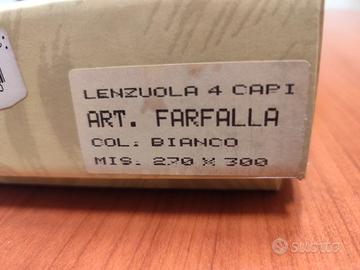 LENZUOLA 4 CAPI
ART. FARFALLA
COL: BIANCO
MIS. 270 X 300
SUBITO